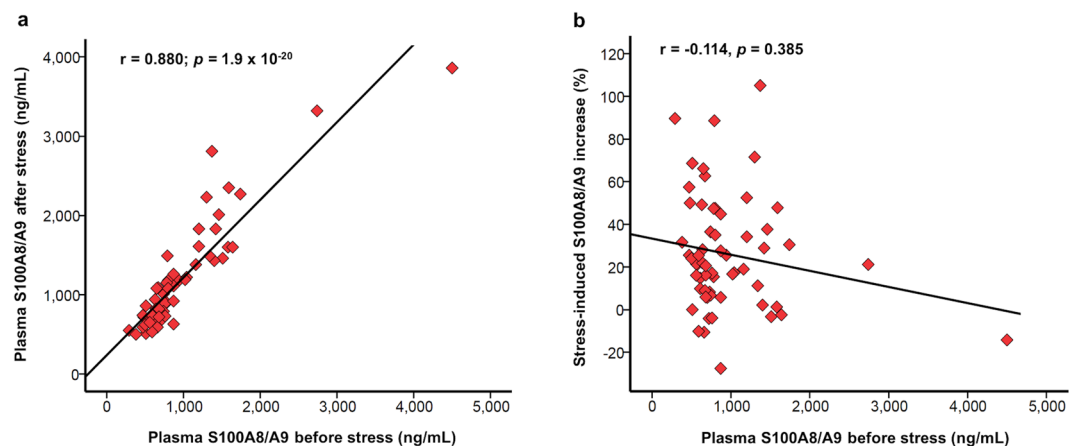 a
r = 0.880; p = 1.9 x 10⁻²⁰
Plasma S100A8/A9 after stress (ng/mL)
4,000
3,000
2,000
1,000
0
0 1,000 2,000 3,000 4,000 5,000
Plasma S100A8/A9 before stress (ng/mL)
b
r = -0.114, p = 0.385
Stress-induced S100A8/A9 increase (%)
120
100
80
60
40
20
0
-20
0 1,000 2,000 3,000 4,000 5,000
Plasma S100A8/A9 before stress (ng/mL)